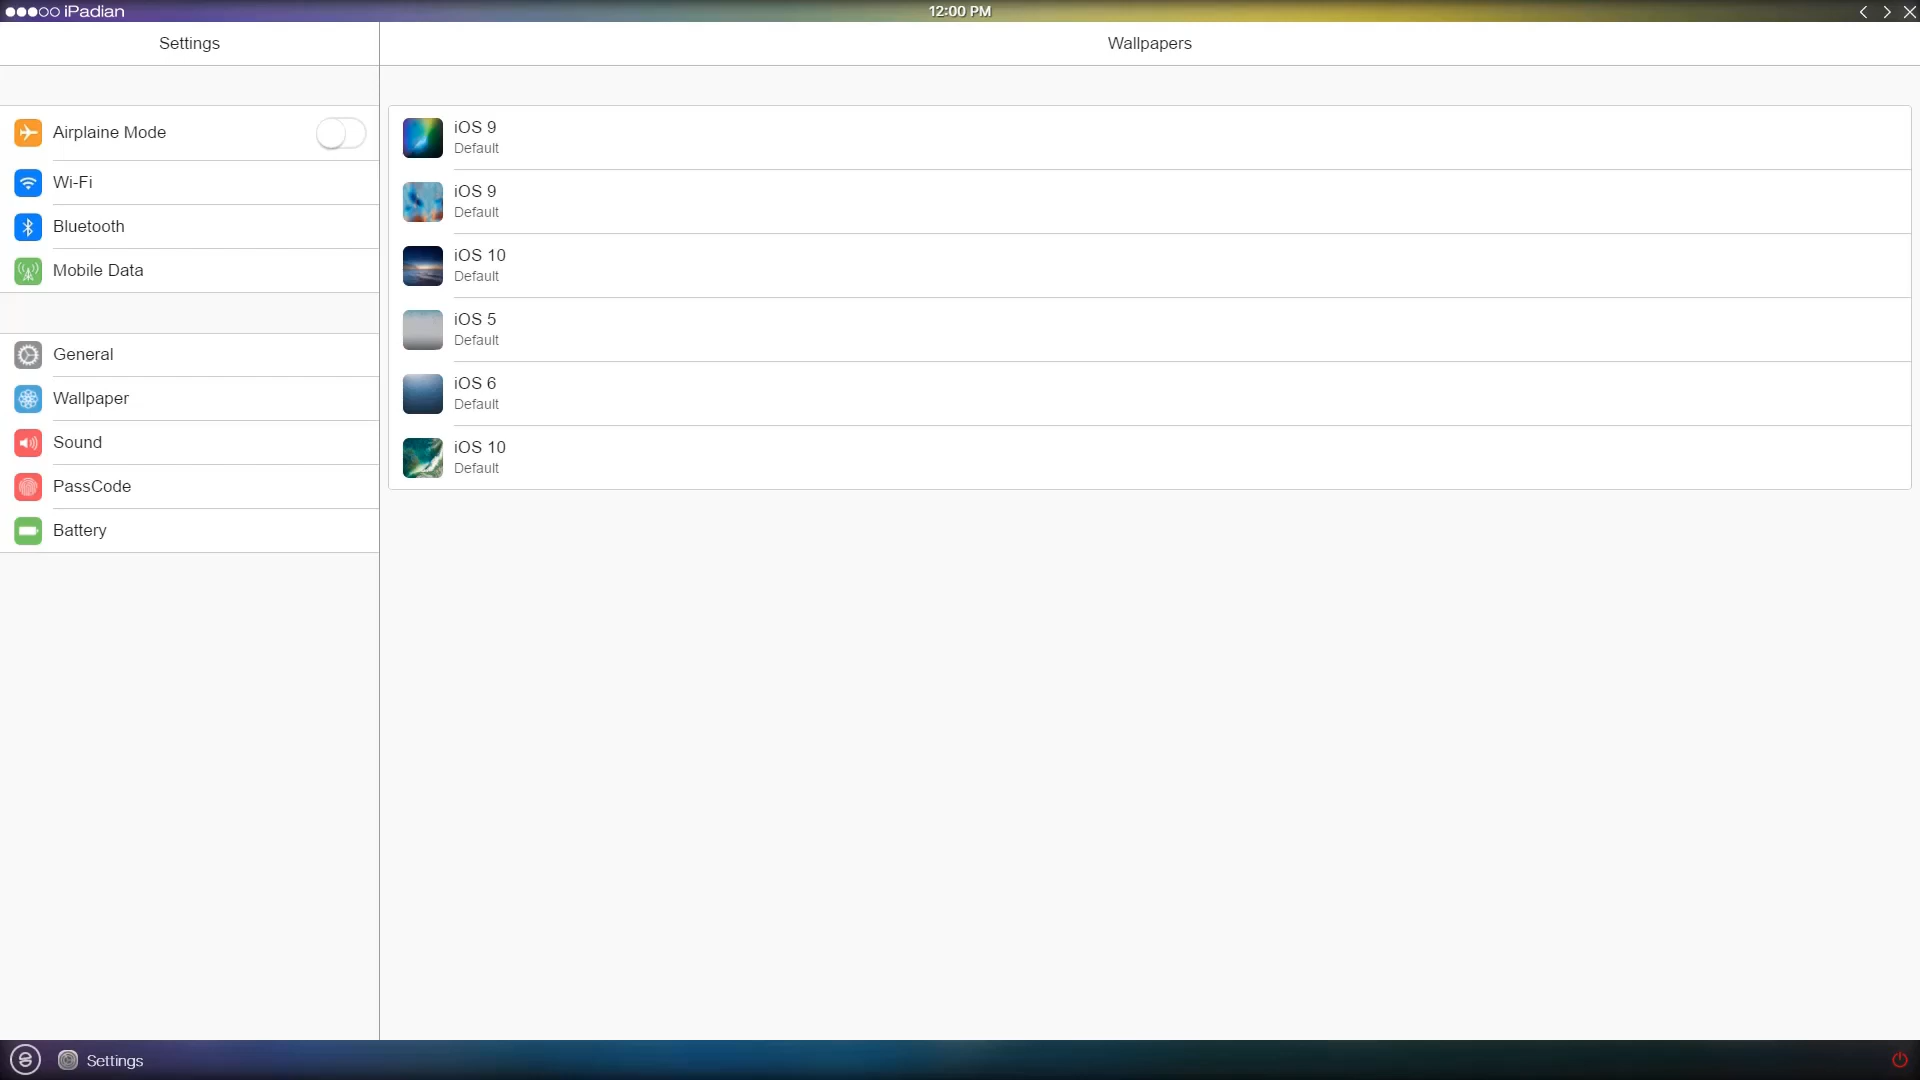 iPadian
12:00 PM
Settings
Wallpapers
Airplaine Mode
Wi-Fi
Bluetooth
Mobile Data
General
Wallpaper
Sound
PassCode
Battery
iOS 9
Default
iOS 9
Default
iOS 10
Default
iOS 5
Default
iOS 6
Default
iOS 10
Default
Settings